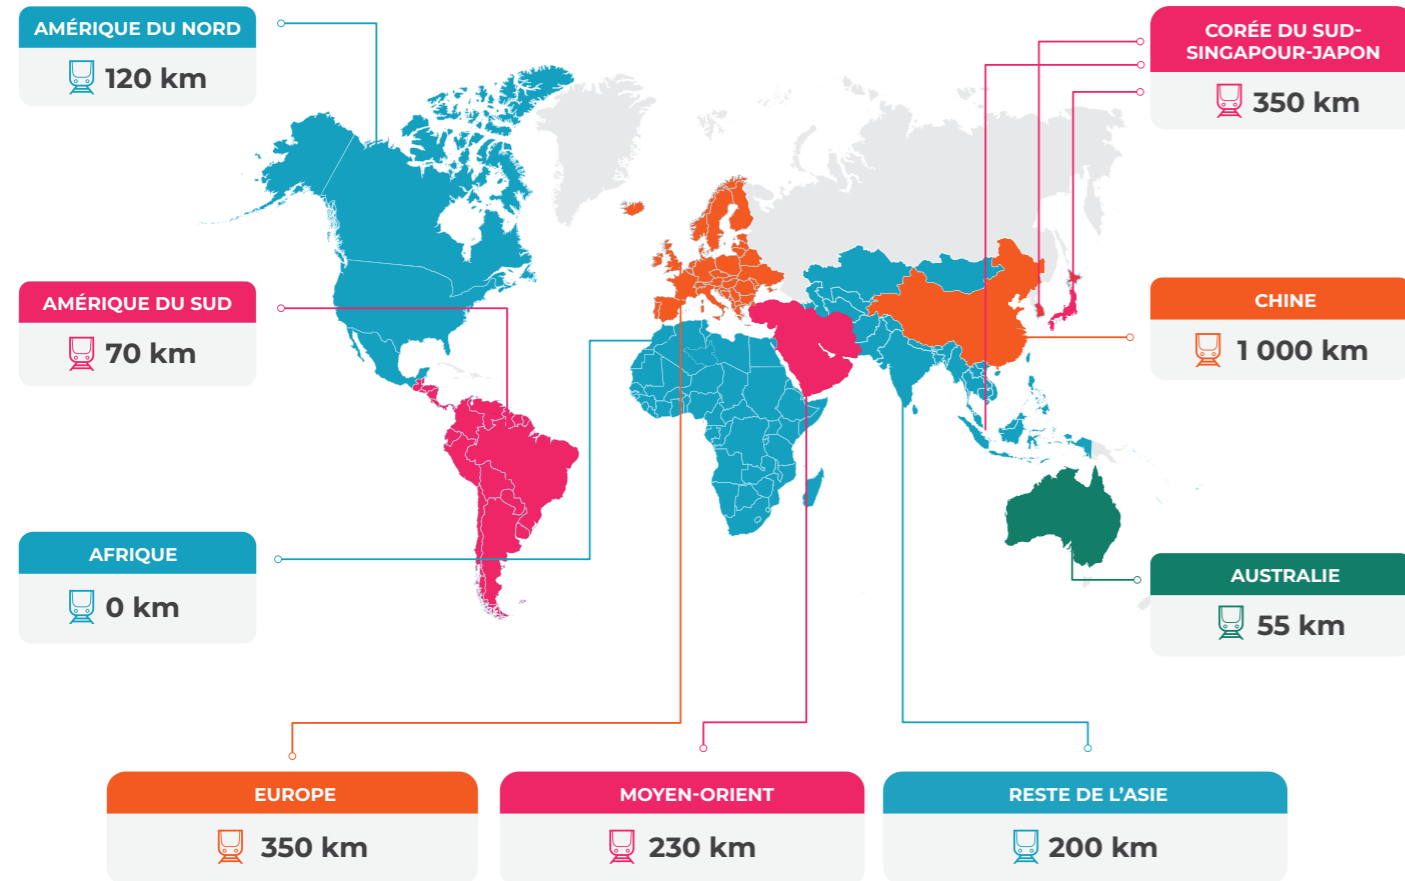 AMÉRIQUE DU NORD
120 km
CORÉE DU SUD-
SINGAPOUR-JAPON
350 km
AMÉRIQUE DU SUD
70 km
CHINE
1 000 km
AFRIQUE
0 km
AUSTRALIE
55 km
EUROPE
350 km
MOYEN-ORIENT
230 km
RESTE DE L’ASIE
200 km